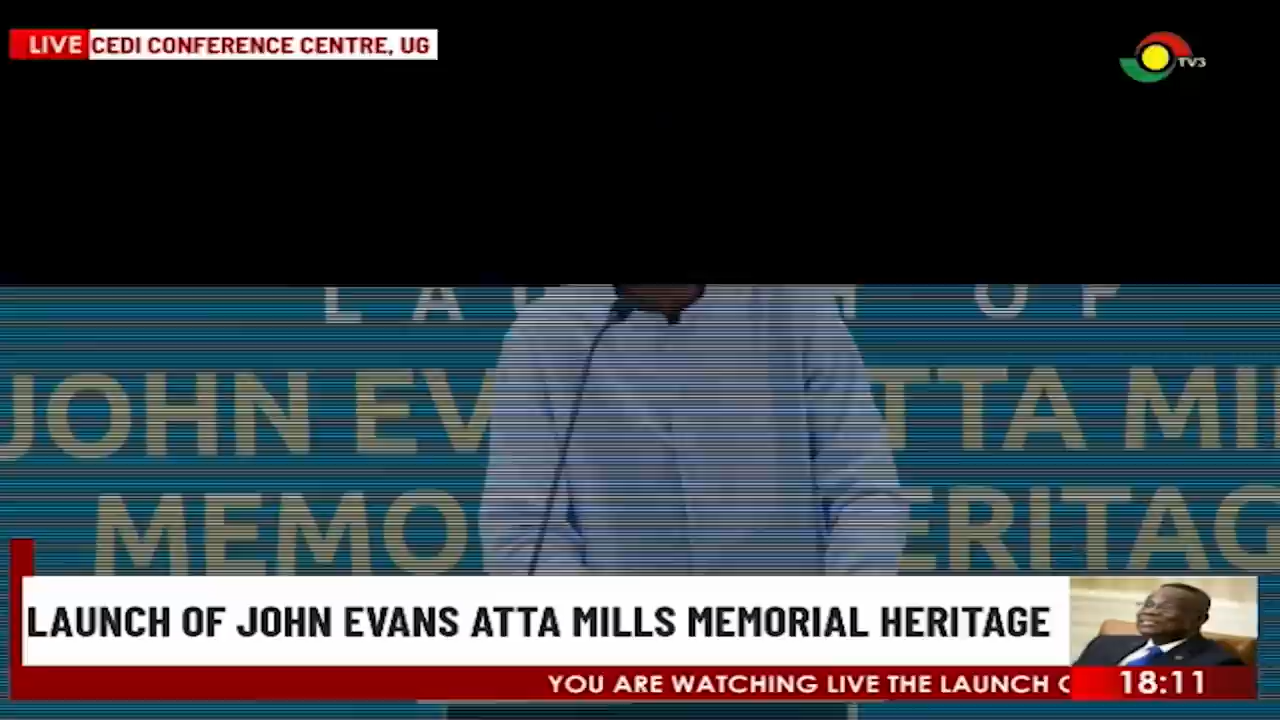 LIVE CEDI CONFERENCE CENTRE, UG
TV3
JOHN EV TTA MI
MEMO ERITAG
LAUNCH OF JOHN EVANS ATTA MILLS MEMORIAL HERITAGE
YOU ARE WATCHING LIVE THE LAUNCH
18:11